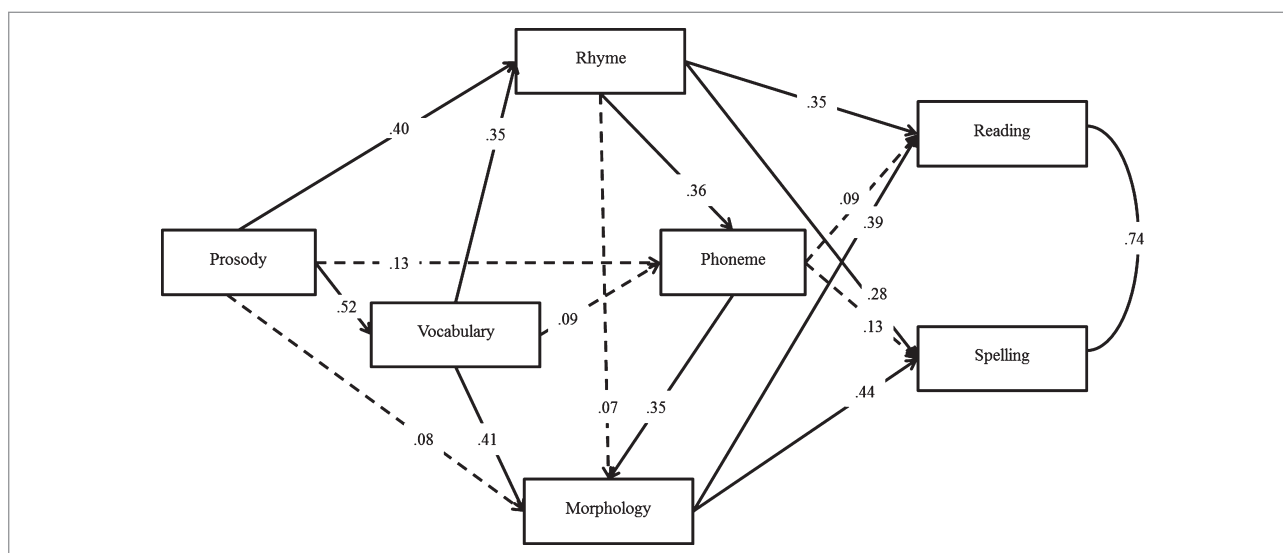 Rhyme
.35
Reading
.40
.35
.36
.09
.39
.74
Prosody
.13
Phoneme
.52
Vocabulary
.09
.28
.13
Spelling
.44
.07
.35
.08
.41
Morphology